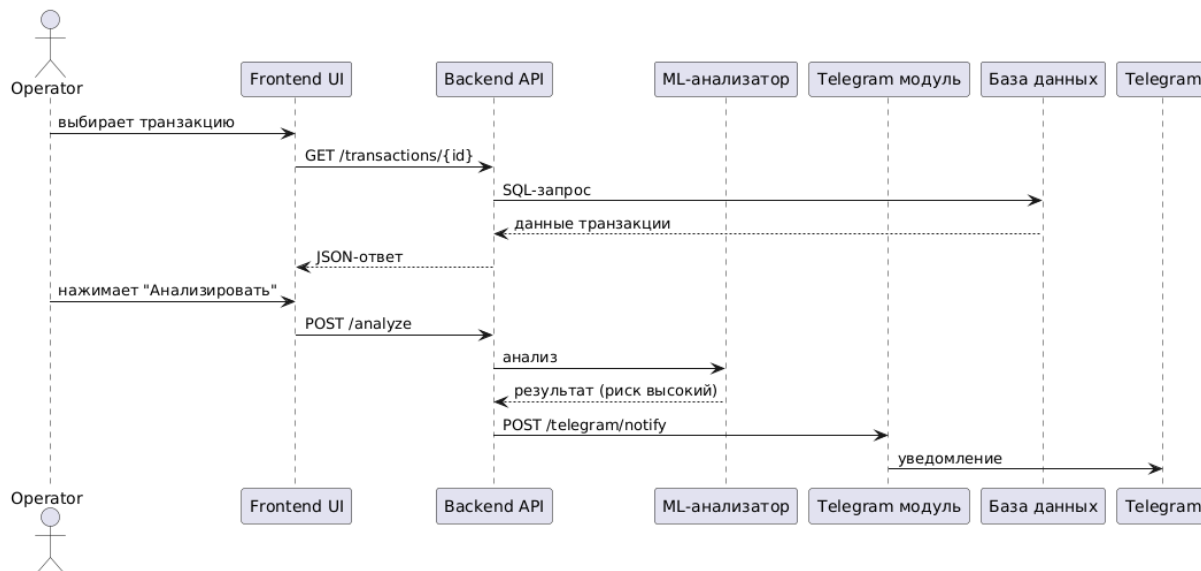 Operator
Frontend UI
Backend API
ML-анализатор
Telegram модуль
База данных
Telegram
выбирает транзакцию
GET /transactions/{id}
SQL-запрос
данные транзакции
JSON-ответ
нажимает "Анализировать"
POST /analyze
анализ
результат (риск высокий)
POST /telegram/notify
уведомление
Operator
Frontend UI
Backend API
ML-анализатор
Telegram модуль
База данных
Telegram